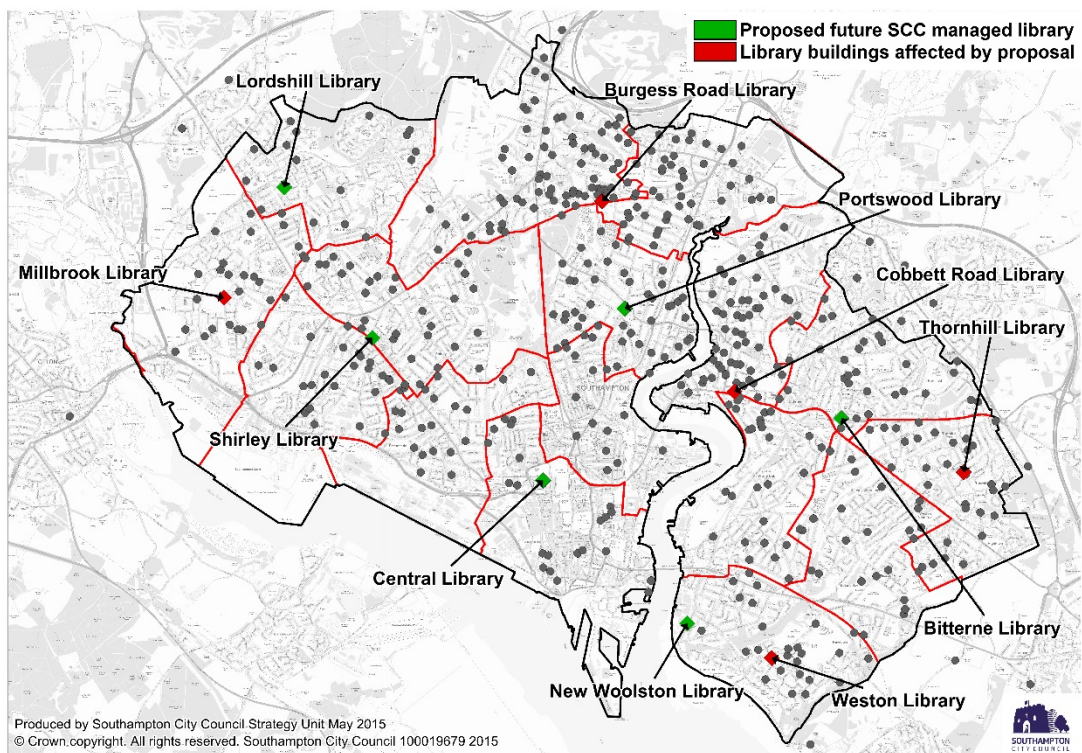 Proposed future SCC managed library
Library buildings affected by proposal
Lordshill Library
Burgess Road Library
Portswood Library
Millbrook Library
Cobbett Road Library
Thornhill Library
SOUTHAMPTON
Shirley Library
Central Library
Bitterne Library
New Woolston Library
Weston Library
Produced by Southampton City Council Strategy Unit May 2015
© Crown copyright. All rights reserved. Southampton City Council 100019679 2015
SOUTHAMPTON
CITY COUNCIL